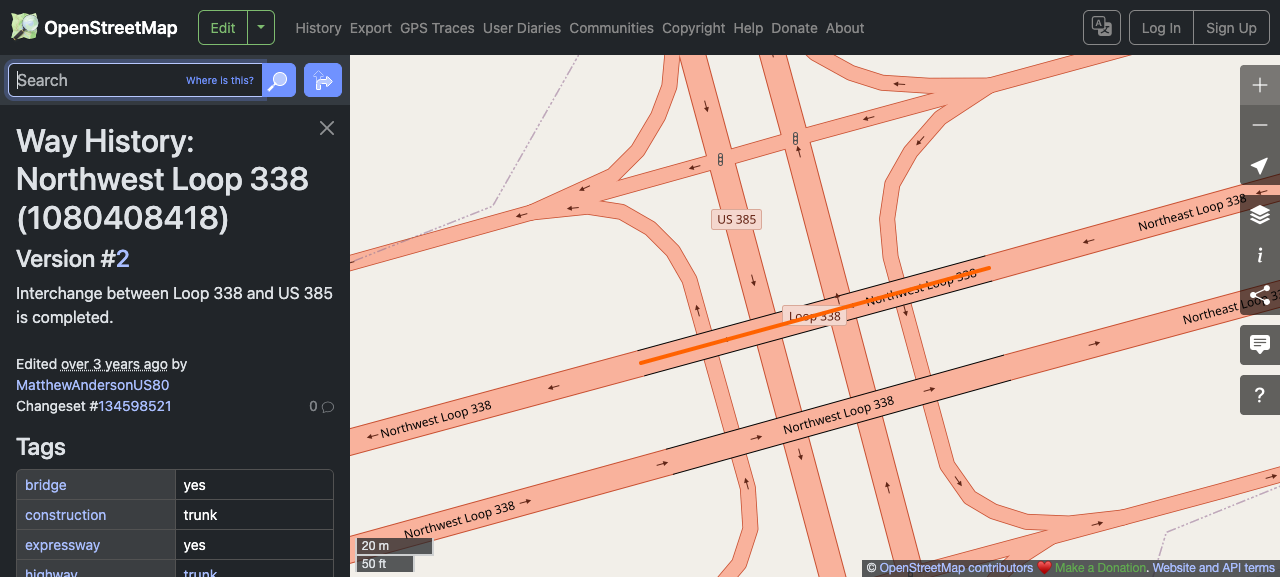 OpenStreetMap
Edit
History Export GPS Traces User Diaries Communities Copyright Help Donate About
Log In Sign Up
Search Where is this?
Way History:
Northwest Loop 338
(1080408418)
Version #2
Interchange between Loop 338 and US 385
is completed.
Edited over 3 years ago by
MatthewAndersonUS80
Changeset #134598521 0
Tags
bridge yes
construction trunk
expressway yes
highway trunk
US 385
Northeast Loop 338
Northwest Loop 338
Loop 338
Northeast Loop 33
Northwest Loop 338
Northwest Loop 338
Northwest Loop 338
20 m
50 ft
© OpenStreetMap contributors ❤️ Make a Donation. Website and API terms